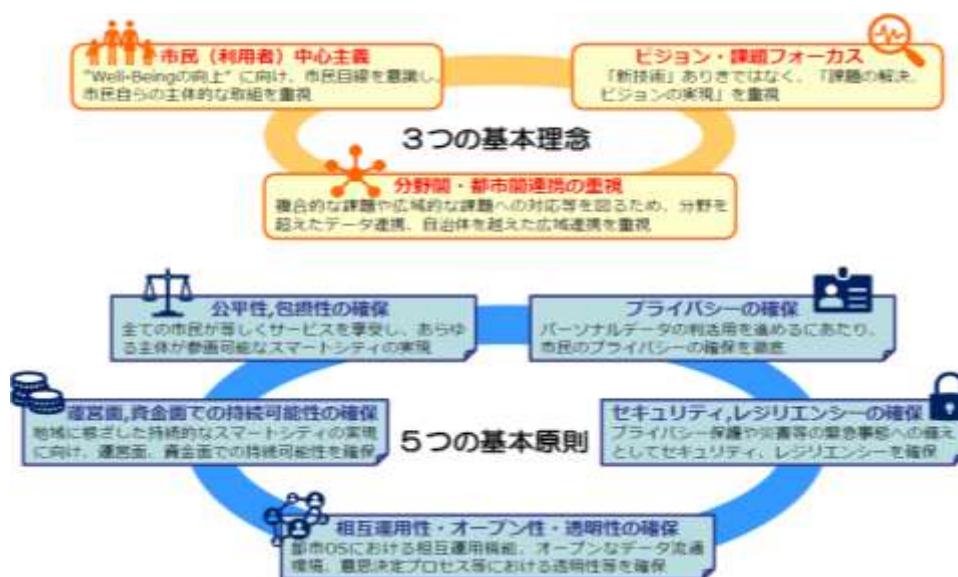 市民（利用者）中心主義
“Well-Beingの向上” に向け、市民目線を意識し、
市民自らの主体的な取組を重視
ビジョン・課題フォーカス
「新技術」ありきではなく、「課題の解決、
ビジョンの実現」を重視
３つの基本理念
分野間・都市間連携の重視
複合的な課題や広域的な課題への対応等を図るため、分野を
超えたデータ連携、自治体を越えた広域連携を重視
公平性,包摂性の確保
全ての市民が等しくサービスを享受し、あらゆ
る主体が参画可能なスマートシティの実現
プライバシーの確保
パーソナルデータの利活用を進めるにあたり、
市民のプライバシーの確保を徹底
運営面,資金面での持続可能性の確保
地域に根ざした持続的なスマートシティの実現
に向け、運営面、資金面での持続可能性を確保
セキュリティ,レジリエンシーの確保
プライバシー保護や災害等の緊急事態への備え
としてセキュリティ、レジリエンシーを確保
５つの基本原則
相互運用性・オープン性・透明性の確保
都市OSにおける相互運用機能、オープンなデータ流通
環境、意思決定プロセス等における透明性等を確保